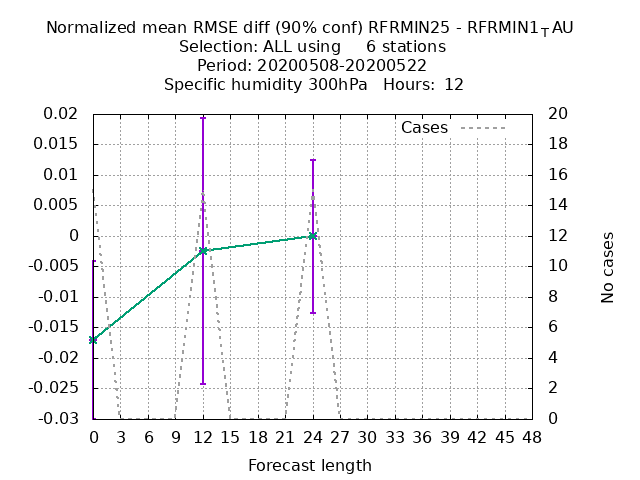 Normalized mean RMSE diff (90% conf) RFRMIN25 - RFRMIN1TAU
Selection: ALL using 6 stations
Period: 20200508-20200522
Specific humidity 300hPa Hours: 12
Cases
0.02
0.015
0.01
0.005
0
-0.005
-0.01
-0.015
-0.02
-0.025
-0.03
20
18
16
14
12
10
8
6
4
2
0
No cases
0 3 6 9 12 15 18 21 24 27 30 33 36 39 42 45 48
Forecast length